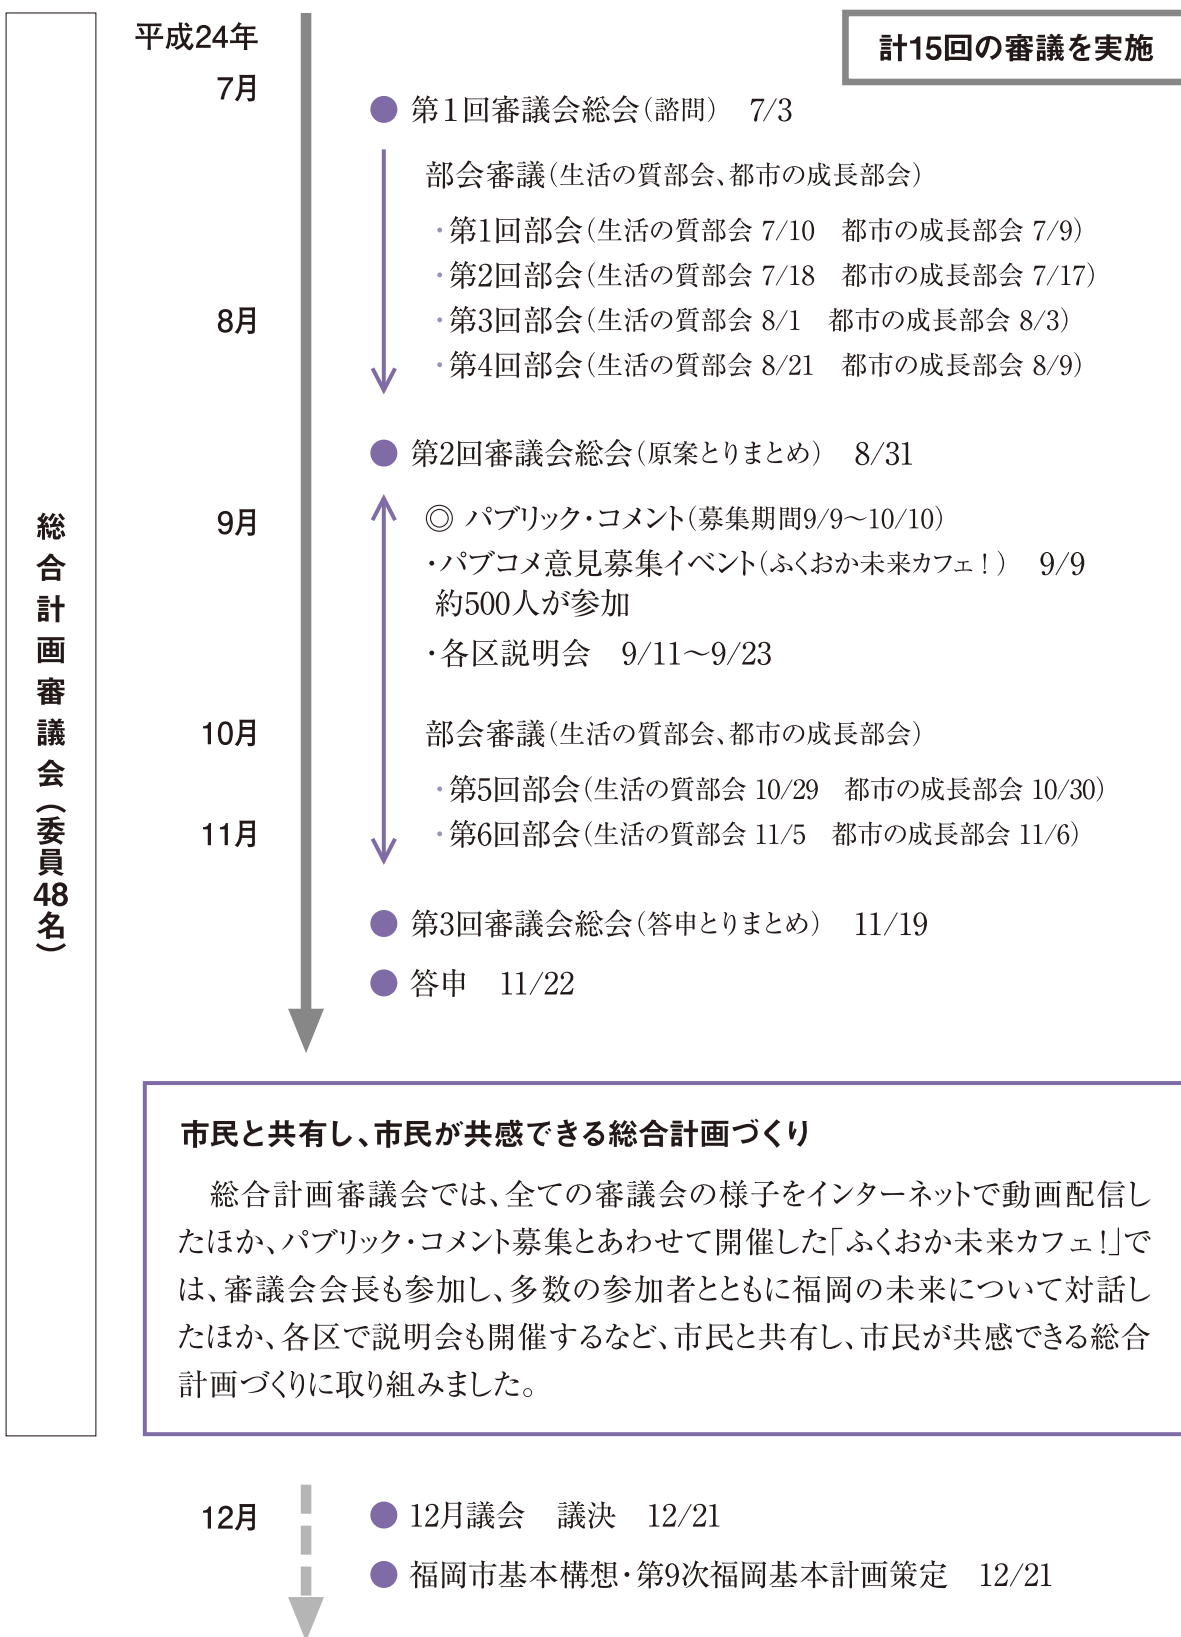 平成24年
計15回の審議を実施
7月
● 第1回審議会総会（諮問） 7/3
部会審議（生活の質部会、都市の成長部会）
・第1回部会（生活の質部会 7/10 都市の成長部会 7/9）
・第2回部会（生活の質部会 7/18 都市の成長部会 7/17）
8月
・第3回部会（生活の質部会 8/1 都市の成長部会 8/3）
・第4回部会（生活の質部会 8/21 都市の成長部会 8/9）
● 第2回審議会総会（原案とりまとめ） 8/31
9月
◎ パブリック・コメント（募集期間9/9〜10/10）
・パブコメ意見募集イベント（ふくおか未来カフェ！） 9/9
約500人が参加
・各区説明会 9/11〜9/23
10月
部会審議（生活の質部会、都市の成長部会）
・第5回部会（生活の質部会 10/29 都市の成長部会 10/30）
11月
・第6回部会（生活の質部会 11/5 都市の成長部会 11/6）
● 第3回審議会総会（答申とりまとめ） 11/19
● 答申 11/22
総合計画審議会（委員48名）
市民と共有し、市民が共感できる総合計画づくり
総合計画審議会では、全ての審議会の様子をインターネットで動画配信し
たほか、パブリック・コメント募集とあわせて開催した「ふくおか未来カフェ！」で
は、審議会会長も参加し、多数の参加者とともに福岡の未来について対話し
たほか、各区で説明会も開催するなど、市民と共有し、市民が共感できる総合
計画づくりに取り組みました。
12月
● 12月議会 議決 12/21
● 福岡市基本構想・第9次福岡基本計画策定 12/21